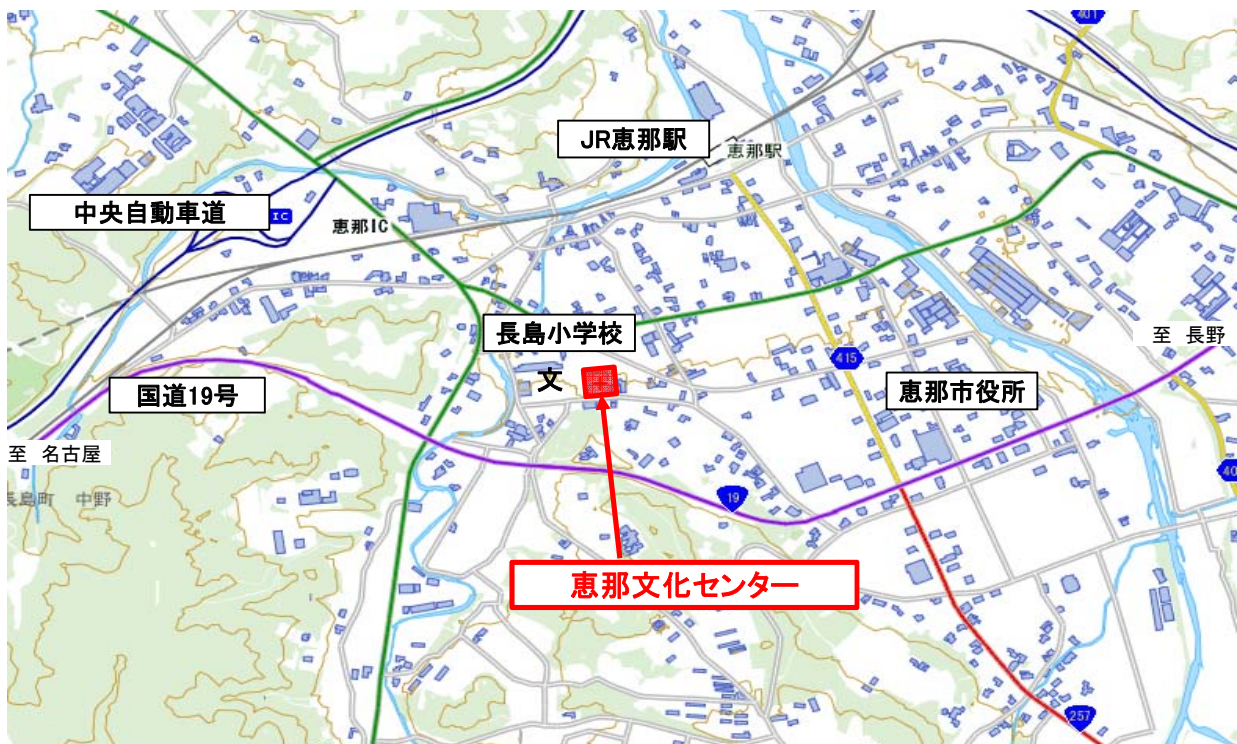 401
JR恵那駅
恵那駅
中央自動車道
IC
恵那IC
長島小学校
至 長野
415
文
国道19号
恵那市役所
至 名古屋
長島町 中野
19
40
恵那文化センター
257